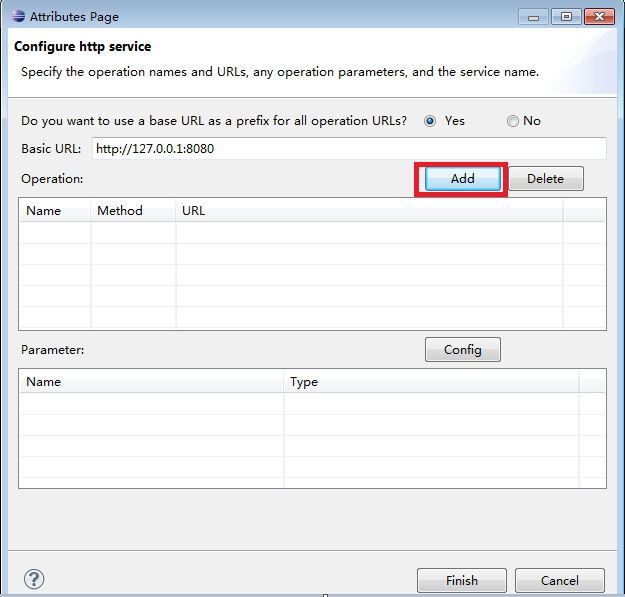 Attributes Page
Configure http service
Specify the operation names and URLs, any operation parameters, and the service name.
Do you want to use a base URL as a prefix for all operation URLs? Yes No
Basic URL: http://127.0.0.1:8080
Operation: Add Delete
Name Method URL
Parameter: Config
Name Type
? Finish Cancel